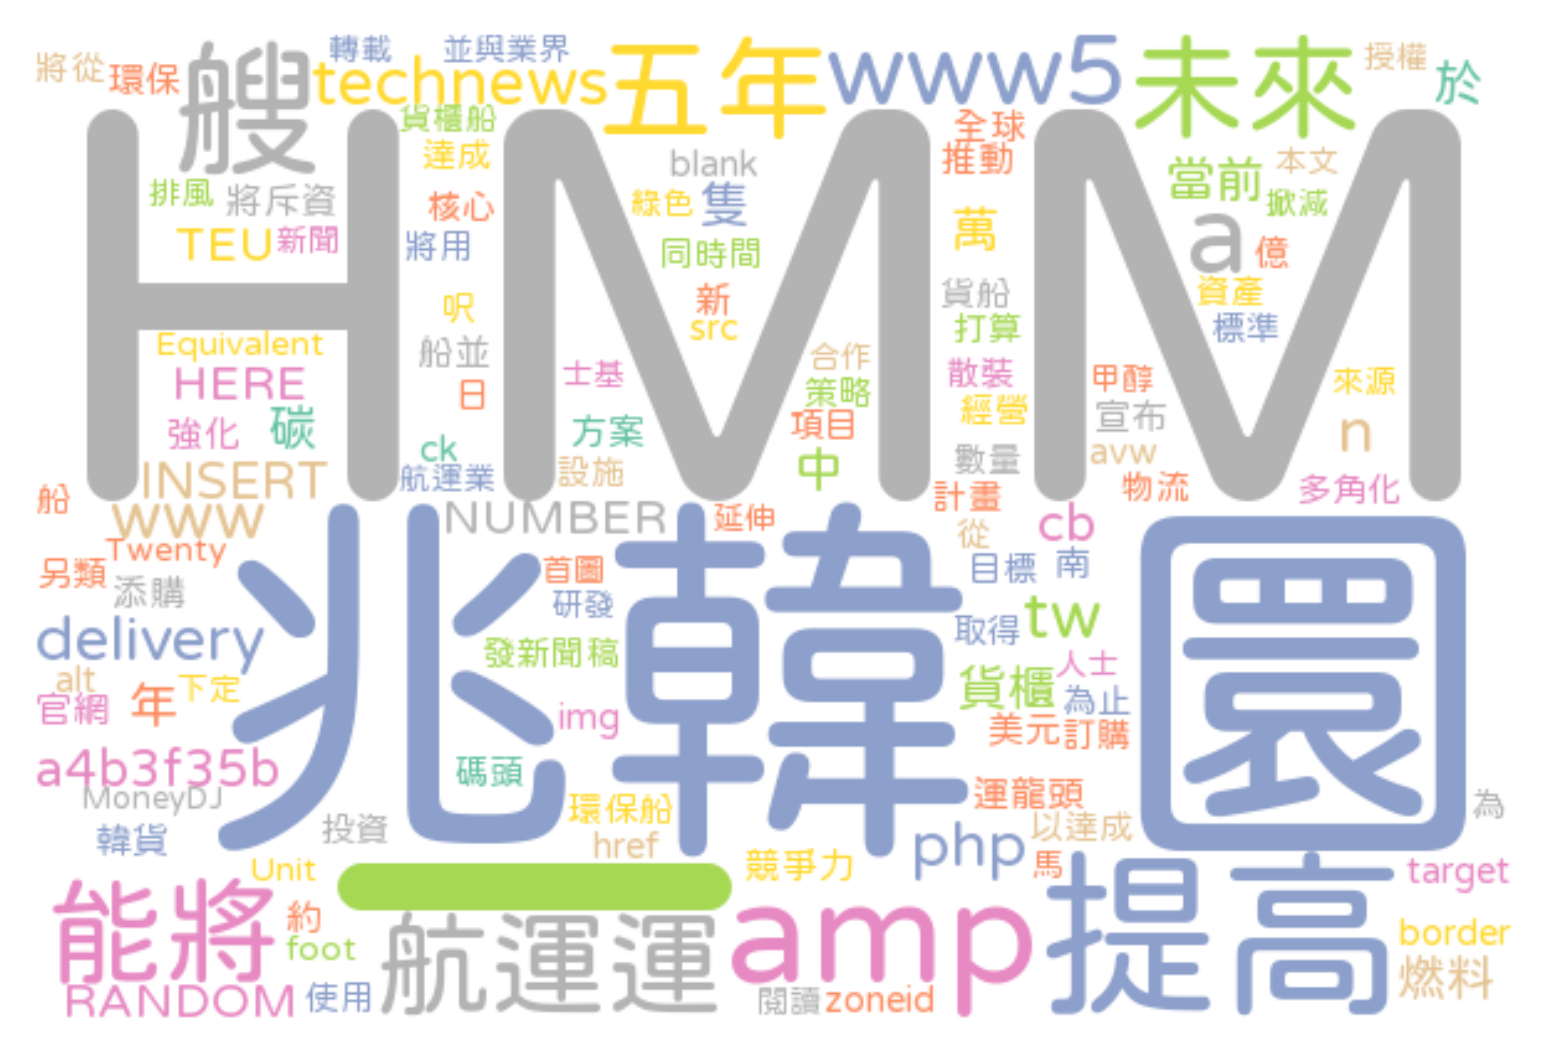 將從
環保
艘
轉載
並與業界
technews
五年
www5
未來
授權
於
HMM
貨櫃船
達成
blank
全球
推動
當前
本文
排風
將斥資
核心
綠色
隻
萬
掀減
TEU
新聞
將用
同時間
a
億
呎
新
src
貨船
打算
資產
標準
Equivalent
船並
合作
HERE
日
士基
策略
散裝
甲醇
來源
強化
碳
ck
方案
項目
經營
宣布
n
INSERT
航運業
設施
中
數量
avw
物流
多角化
船
www
NUMBER
延伸
計畫
從
cb
兆韓圜
Twenty
另類
添購
首圖
研發
目標
南
delivery
發新聞稿
取得
tw
alt
官網
年
下定
img
貨櫃
人士
為止
美元
訂購
a4b3f35b
MoneyDJ
碼頭
環保船
運龍頭
為
韓貨
投資
href
php
以達成
Unit
一
競爭力
馬
target
能將
約
foot
航運運
amp
提高
border
燃料
RANDOM
使用
閱讀
zoneid